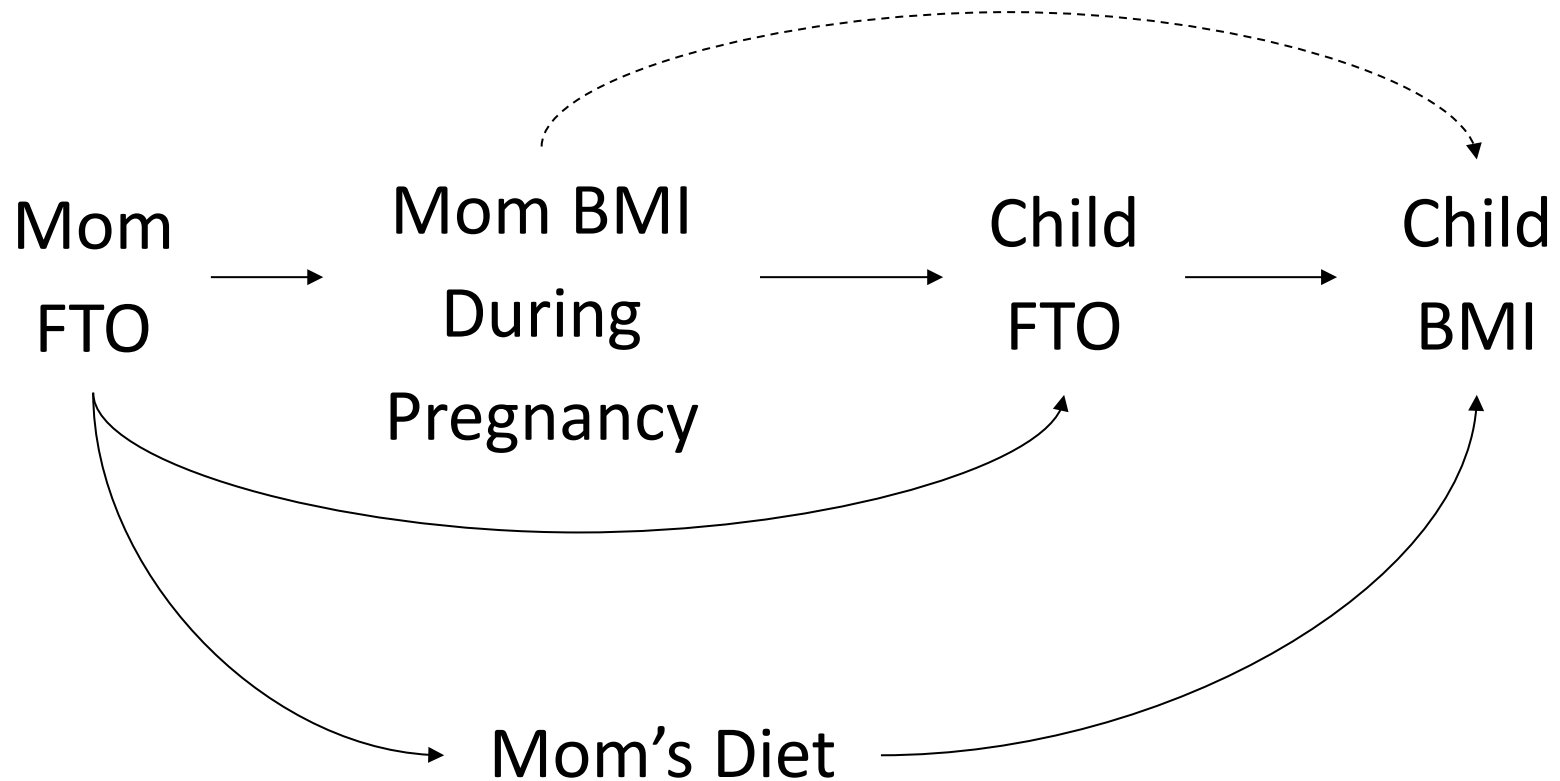 Mom
FTO
Mom BMI
During
Pregnancy
Child
FTO
Child
BMI
Mom’s Diet